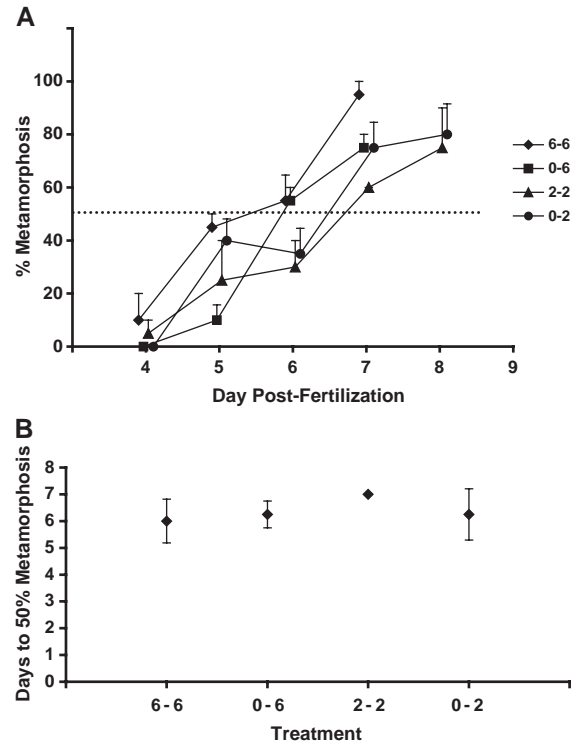 A
% Metamorphosis
100
80
60
40
20
0
4 5 6 7 8 9
Day Post-Fertilization
6-6
0-6
2-2
0-2
B
Days to 50% Metamorphosis
8
7
6
5
4
3
2
1
0
6 - 6 0 - 6 2 - 2 0 - 2
Treatment